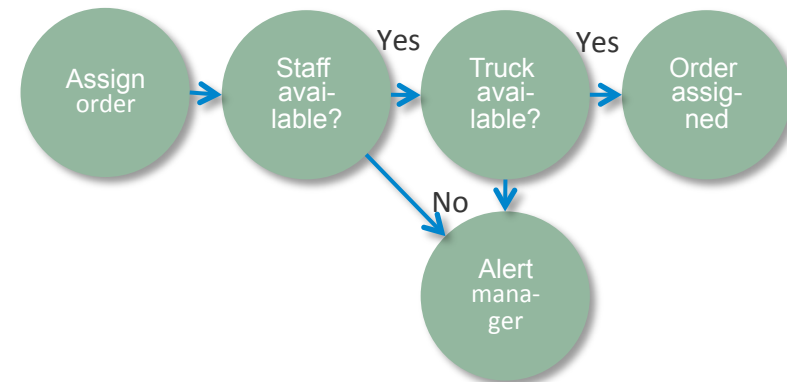 Assign
order
Staff
avai-
lable?
Yes
Truck
avai-
lable?
Yes
Order
assig-
ned
No
Alert
mana-
ger